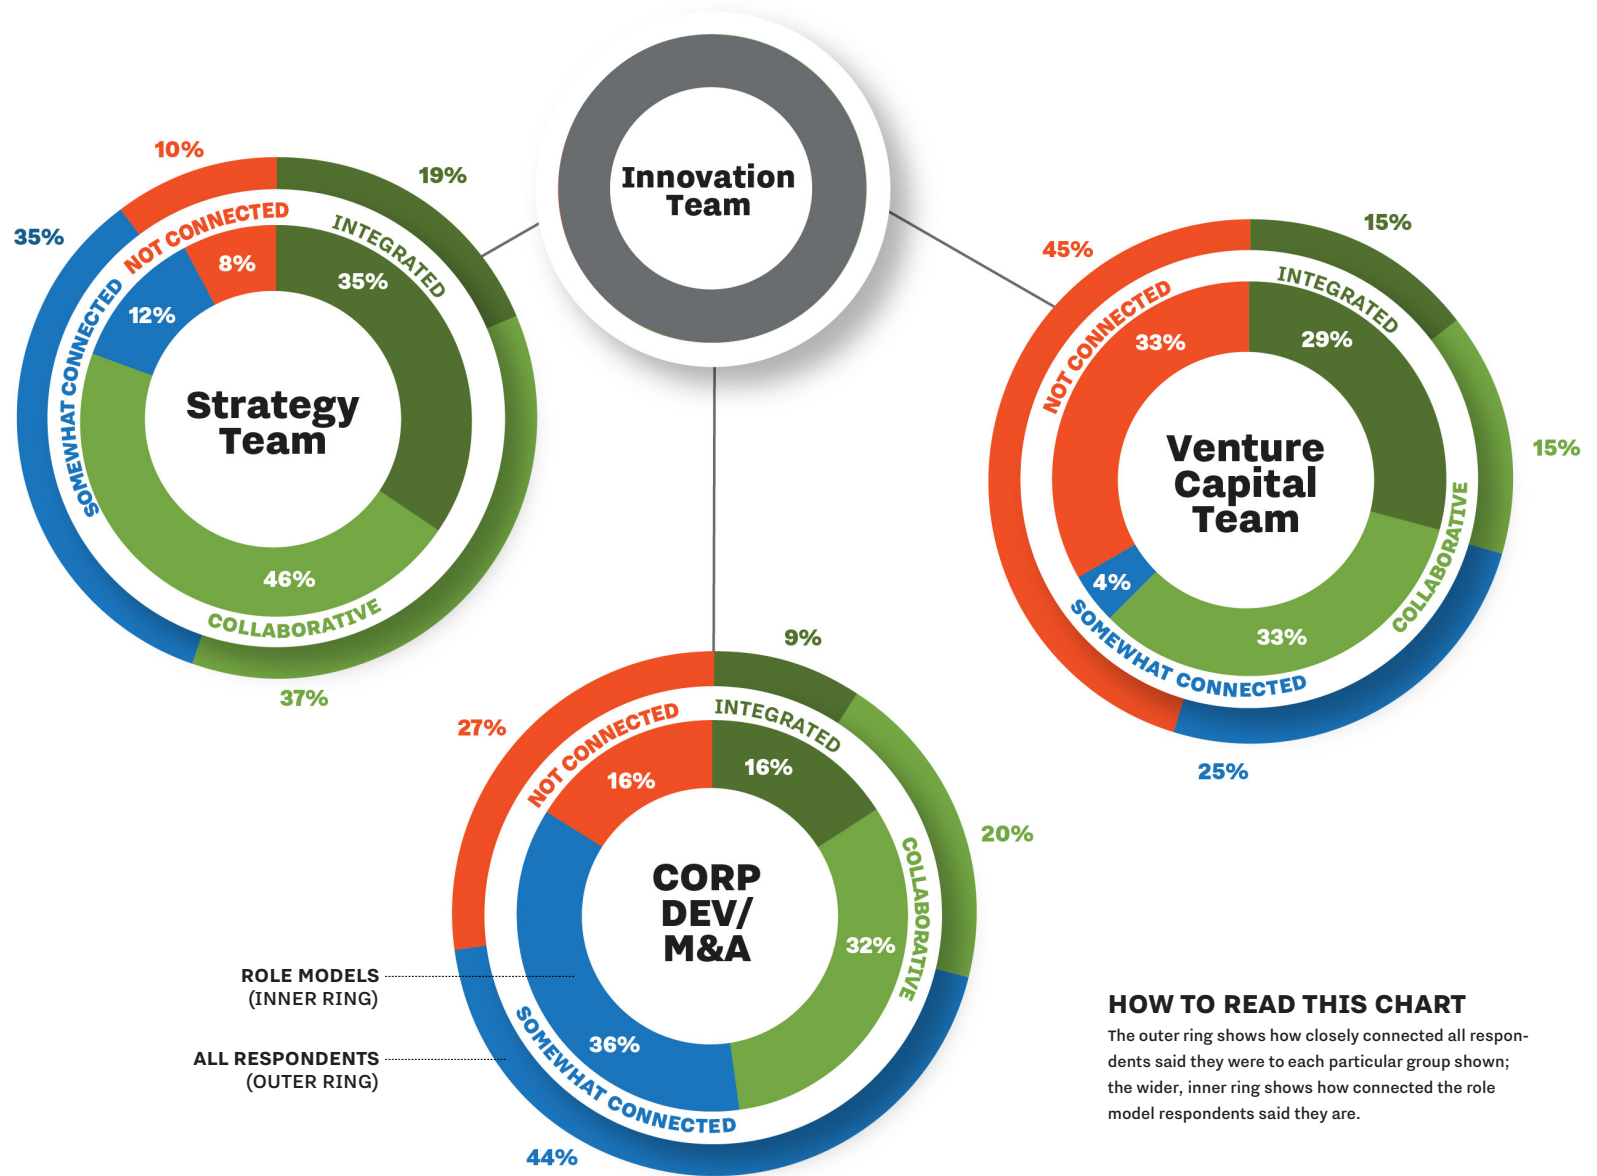 Innovation
Team
10%
19%
35%
NOT CONNECTED
INTEGRATED
SOMEWHAT CONNECTED
COLLABORATIVE
8%
35%
12%
46%
Strategy
Team
37%
45%
15%
NOT CONNECTED
INTEGRATED
COLLABORATIVE
SOMEWHAT CONNECTED
33%
29%
4%
33%
Venture
Capital
Team
15%
25%
9%
27%
NOT CONNECTED
INTEGRATED
COLLABORATIVE
SOMEWHAT CONNECTED
16%
16%
32%
36%
CORP
DEV/
M&A
20%
44%
ROLE MODELS
(INNER RING)
ALL RESPONDENTS
(OUTER RING)
HOW TO READ THIS CHART
The outer ring shows how closely connected all respon-
dents said they were to each particular group shown;
the wider, inner ring shows how connected the role
model respondents said they are.